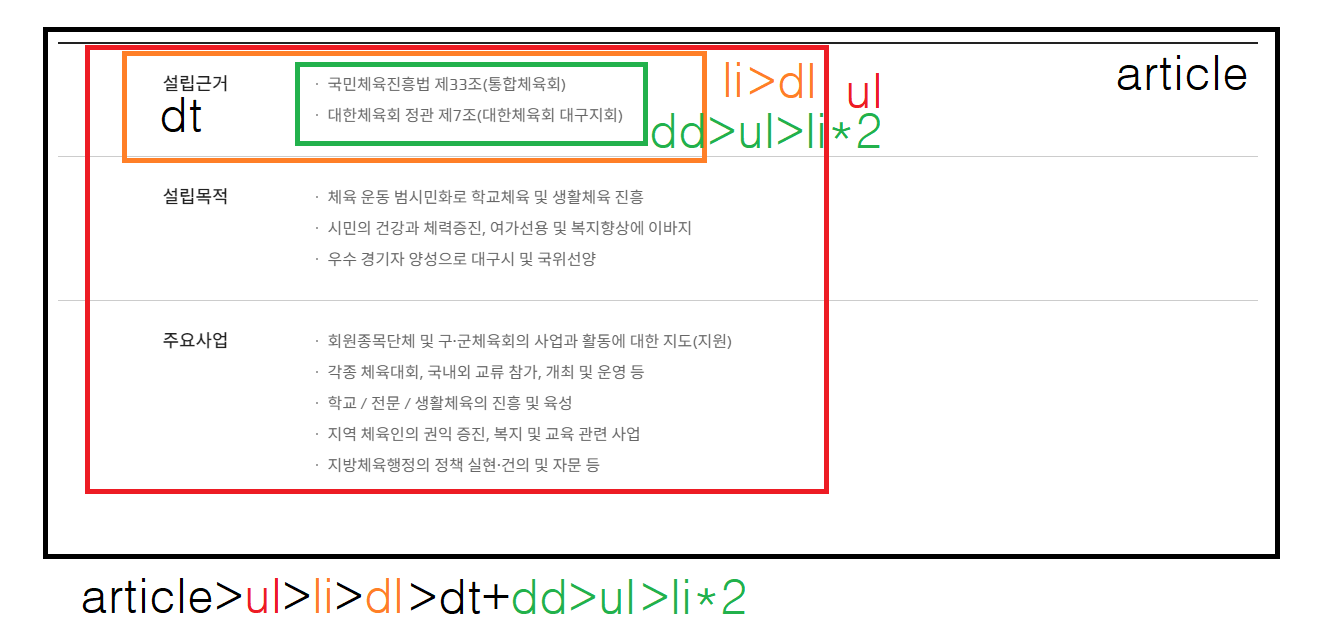 article
설립근거
dt
· 국민체육진흥법 제33조(통합체육회)
· 대한체육회 정관 제7조(대한체육회 대구지회)
li>dl
ul
dd>ul>li*2
설립목적
· 체육 운동 범시민화로 학교체육 및 생활체육 진흥
· 시민의 건강과 체력증진, 여가선용 및 복지향상에 이바지
· 우수 경기자 양성으로 대구시 및 국위선양
주요사업
· 회원종목단체 및 구·군체육회의 사업과 활동에 대한 지도(지원)
· 각종 체육대회, 국내외 교류 참가, 개최 및 운영 등
· 학교 / 전문 / 생활체육의 진흥 및 육성
· 지역 체육인의 권익 증진, 복지 및 교육 관련 사업
· 지방체육행정의 정책 실현·건의 및 자문 등
article>ul>li>dl>dt+dd>ul>li*2